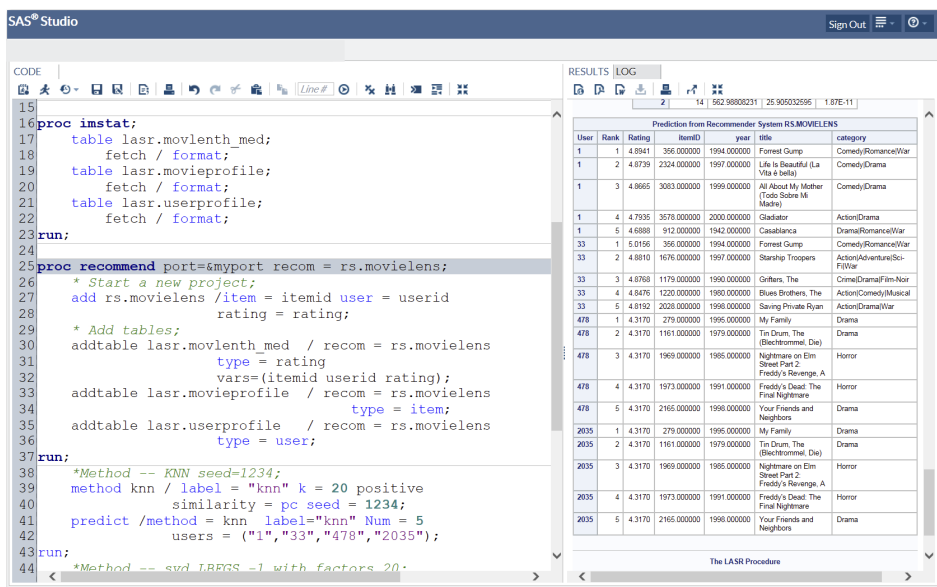 SAS® Studio
Sign Out
CODE
Line #
15
16 proc imstat;
17 table lasr.movlenth_med;
18 fetch / format;
19 table lasr.movieprofile;
20 fetch / format;
21 table lasr.userprofile;
22 fetch / format;
23 run;
24
25 proc recommend port=&myport recom = rs.movielens;
26 * Start a new project;
27 add rs.movielens /item = itemid user = userid
28 rating = rating;
29 * Add tables;
30 addtable lasr.movlenth_med / recom = rs.movielens
31 type = rating
32 vars=(itemid userid rating);
33 addtable lasr.movieprofile / recom = rs.movielens
34 type = item;
35 addtable lasr.userprofile / recom = rs.movielens
36 type = user;
37 run;
38 *Method -- KNN seed=1234;
39 method knn / label = "knn" k = 20 positive
40 similarity = pc seed = 1234;
41 predict /method = knn label="knn" Num = 5
42 users = ("1","33","478","2035");
43 run;
44 *Method -- svd LBFGS -1 with factors 20;
RESULTS LOG
2 14 562.98808231 25.905032595 1.87E-11
Prediction from Recommender System RS.MOVIELENS
User Rank Rating itemID year title category
1 1 4.8941 356.000000 1994.000000 Forrest Gump Comedy|Romance|War
1 2 4.8739 2324.000000 1997.000000 Life Is Beautiful (La Comedy|Drama
Vita è bella)
1 3 4.8665 3083.000000 1999.000000 All About My Mother Comedy|Drama
(Todo Sobre Mi
Madre)
1 4 4.7935 3578.000000 2000.000000 Gladiator Action|Drama
1 5 4.6888 912.000000 1942.000000 Casablanca Drama|Romance|War
33 1 5.0156 356.000000 1994.000000 Forrest Gump Comedy|Romance|War
33 2 4.8810 1676.000000 1997.000000 Starship Troopers Action|Adventure|Sci-
Fi|War
33 3 4.8768 1179.000000 1990.000000 Grifters, The Crime|Drama|Film-Noir
33 4 4.8476 1220.000000 1980.000000 Blues Brothers, The Action|Comedy|Musical
33 5 4.8192 2028.000000 1998.000000 Saving Private Ryan Action|Drama|War
478 1 4.3170 279.000000 1995.000000 My Family Drama
478 2 4.3170 1161.000000 1979.000000 Tin Drum, The Drama
(Blechtrommel, Die)
478 3 4.3170 1969.000000 1985.000000 Nightmare on Elm Horror
Street Part 2:
Freddy's Revenge, A
478 4 4.3170 1973.000000 1991.000000 Freddy's Dead: The Horror
Final Nightmare
478 5 4.3170 2165.000000 1998.000000 Your Friends and Drama
Neighbors
2035 1 4.3170 279.000000 1995.000000 My Family Drama
2035 2 4.3170 1161.000000 1979.000000 Tin Drum, The Drama
(Blechtrommel, Die)
2035 3 4.3170 1969.000000 1985.000000 Nightmare on Elm Horror
Street Part 2:
Freddy's Revenge, A
2035 4 4.3170 1973.000000 1991.000000 Freddy's Dead: The Horror
Final Nightmare
2035 5 4.3170 2165.000000 1998.000000 Your Friends and Drama
Neighbors
The LASR Procedure